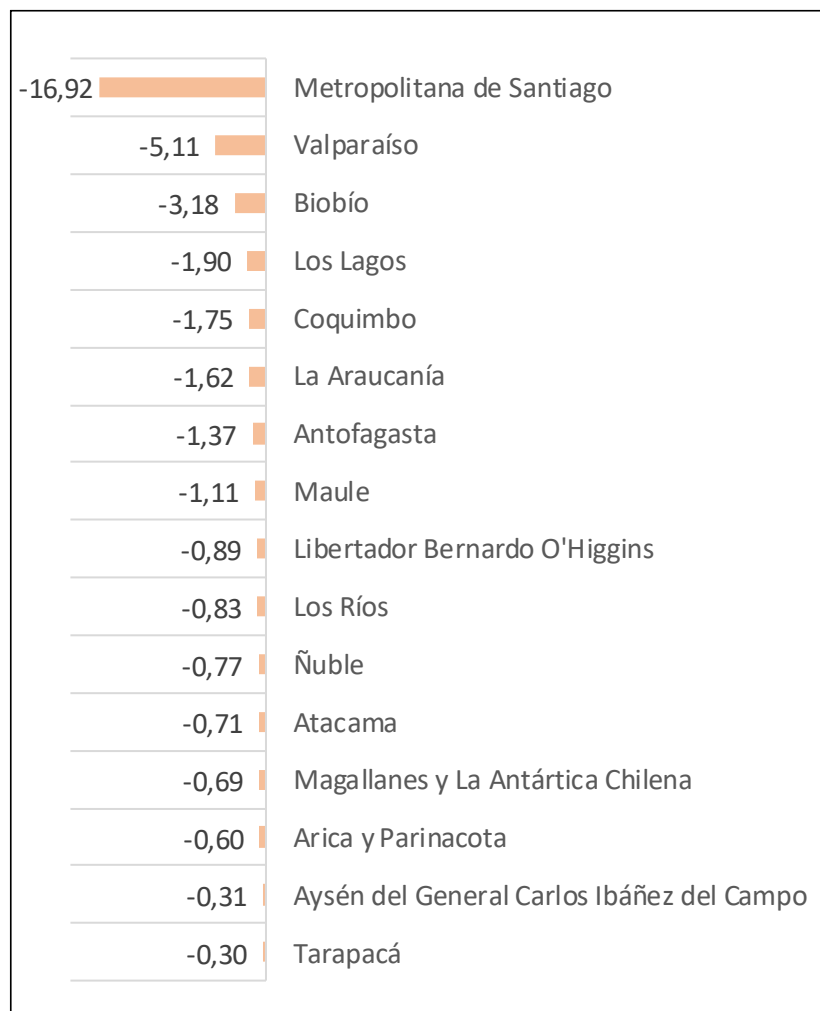 -16,92 Metropolitana de Santiago
-5,11 Valparaíso
-3,18 Biobío
-1,90 Los Lagos
-1,75 Coquimbo
-1,62 La Araucanía
-1,37 Antofagasta
-1,11 Maule
-0,89 Libertador Bernardo O'Higgins
-0,83 Los Ríos
-0,77 Ñuble
-0,71 Atacama
-0,69 Magallanes y La Antártica Chilena
-0,60 Arica y Parinacota
-0,31 Aysén del General Carlos Ibáñez del Campo
-0,30 Tarapacá